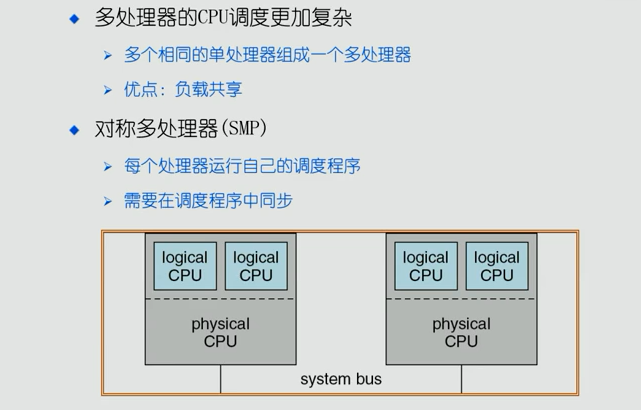 多处理器的CPU调度更加复杂
多个相同的单处理器组成一个多处理器
优点：负载共享
对称多处理器(SMP)
每个处理器运行自己的调度程序
需要在调度程序中同步
logical CPU
logical CPU
physical CPU
logical CPU
logical CPU
physical CPU
system bus